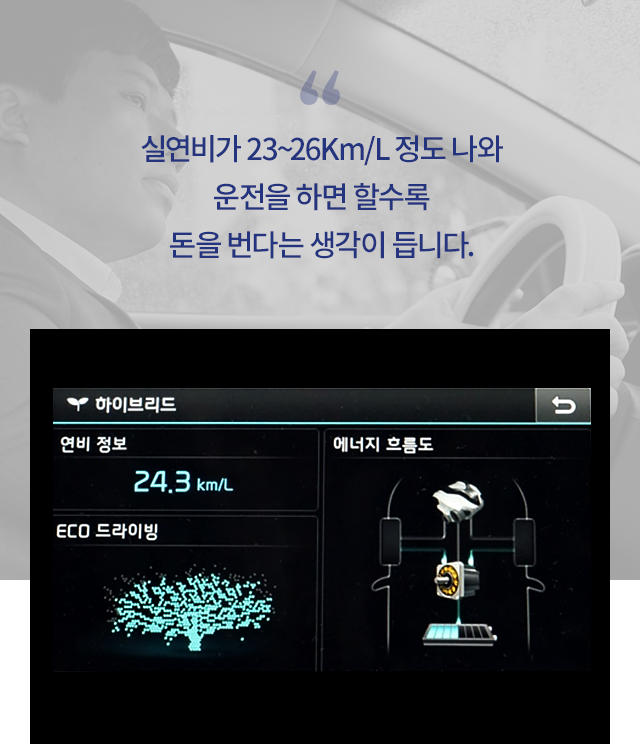 실연비가 23~26Km/L 정도 나와
운전을 하면 할수록
돈을 번다는 생각이 듭니다.
하이브리드
연비 정보
24.3 km/L
ECO 드라이빙
에너지 흐름도